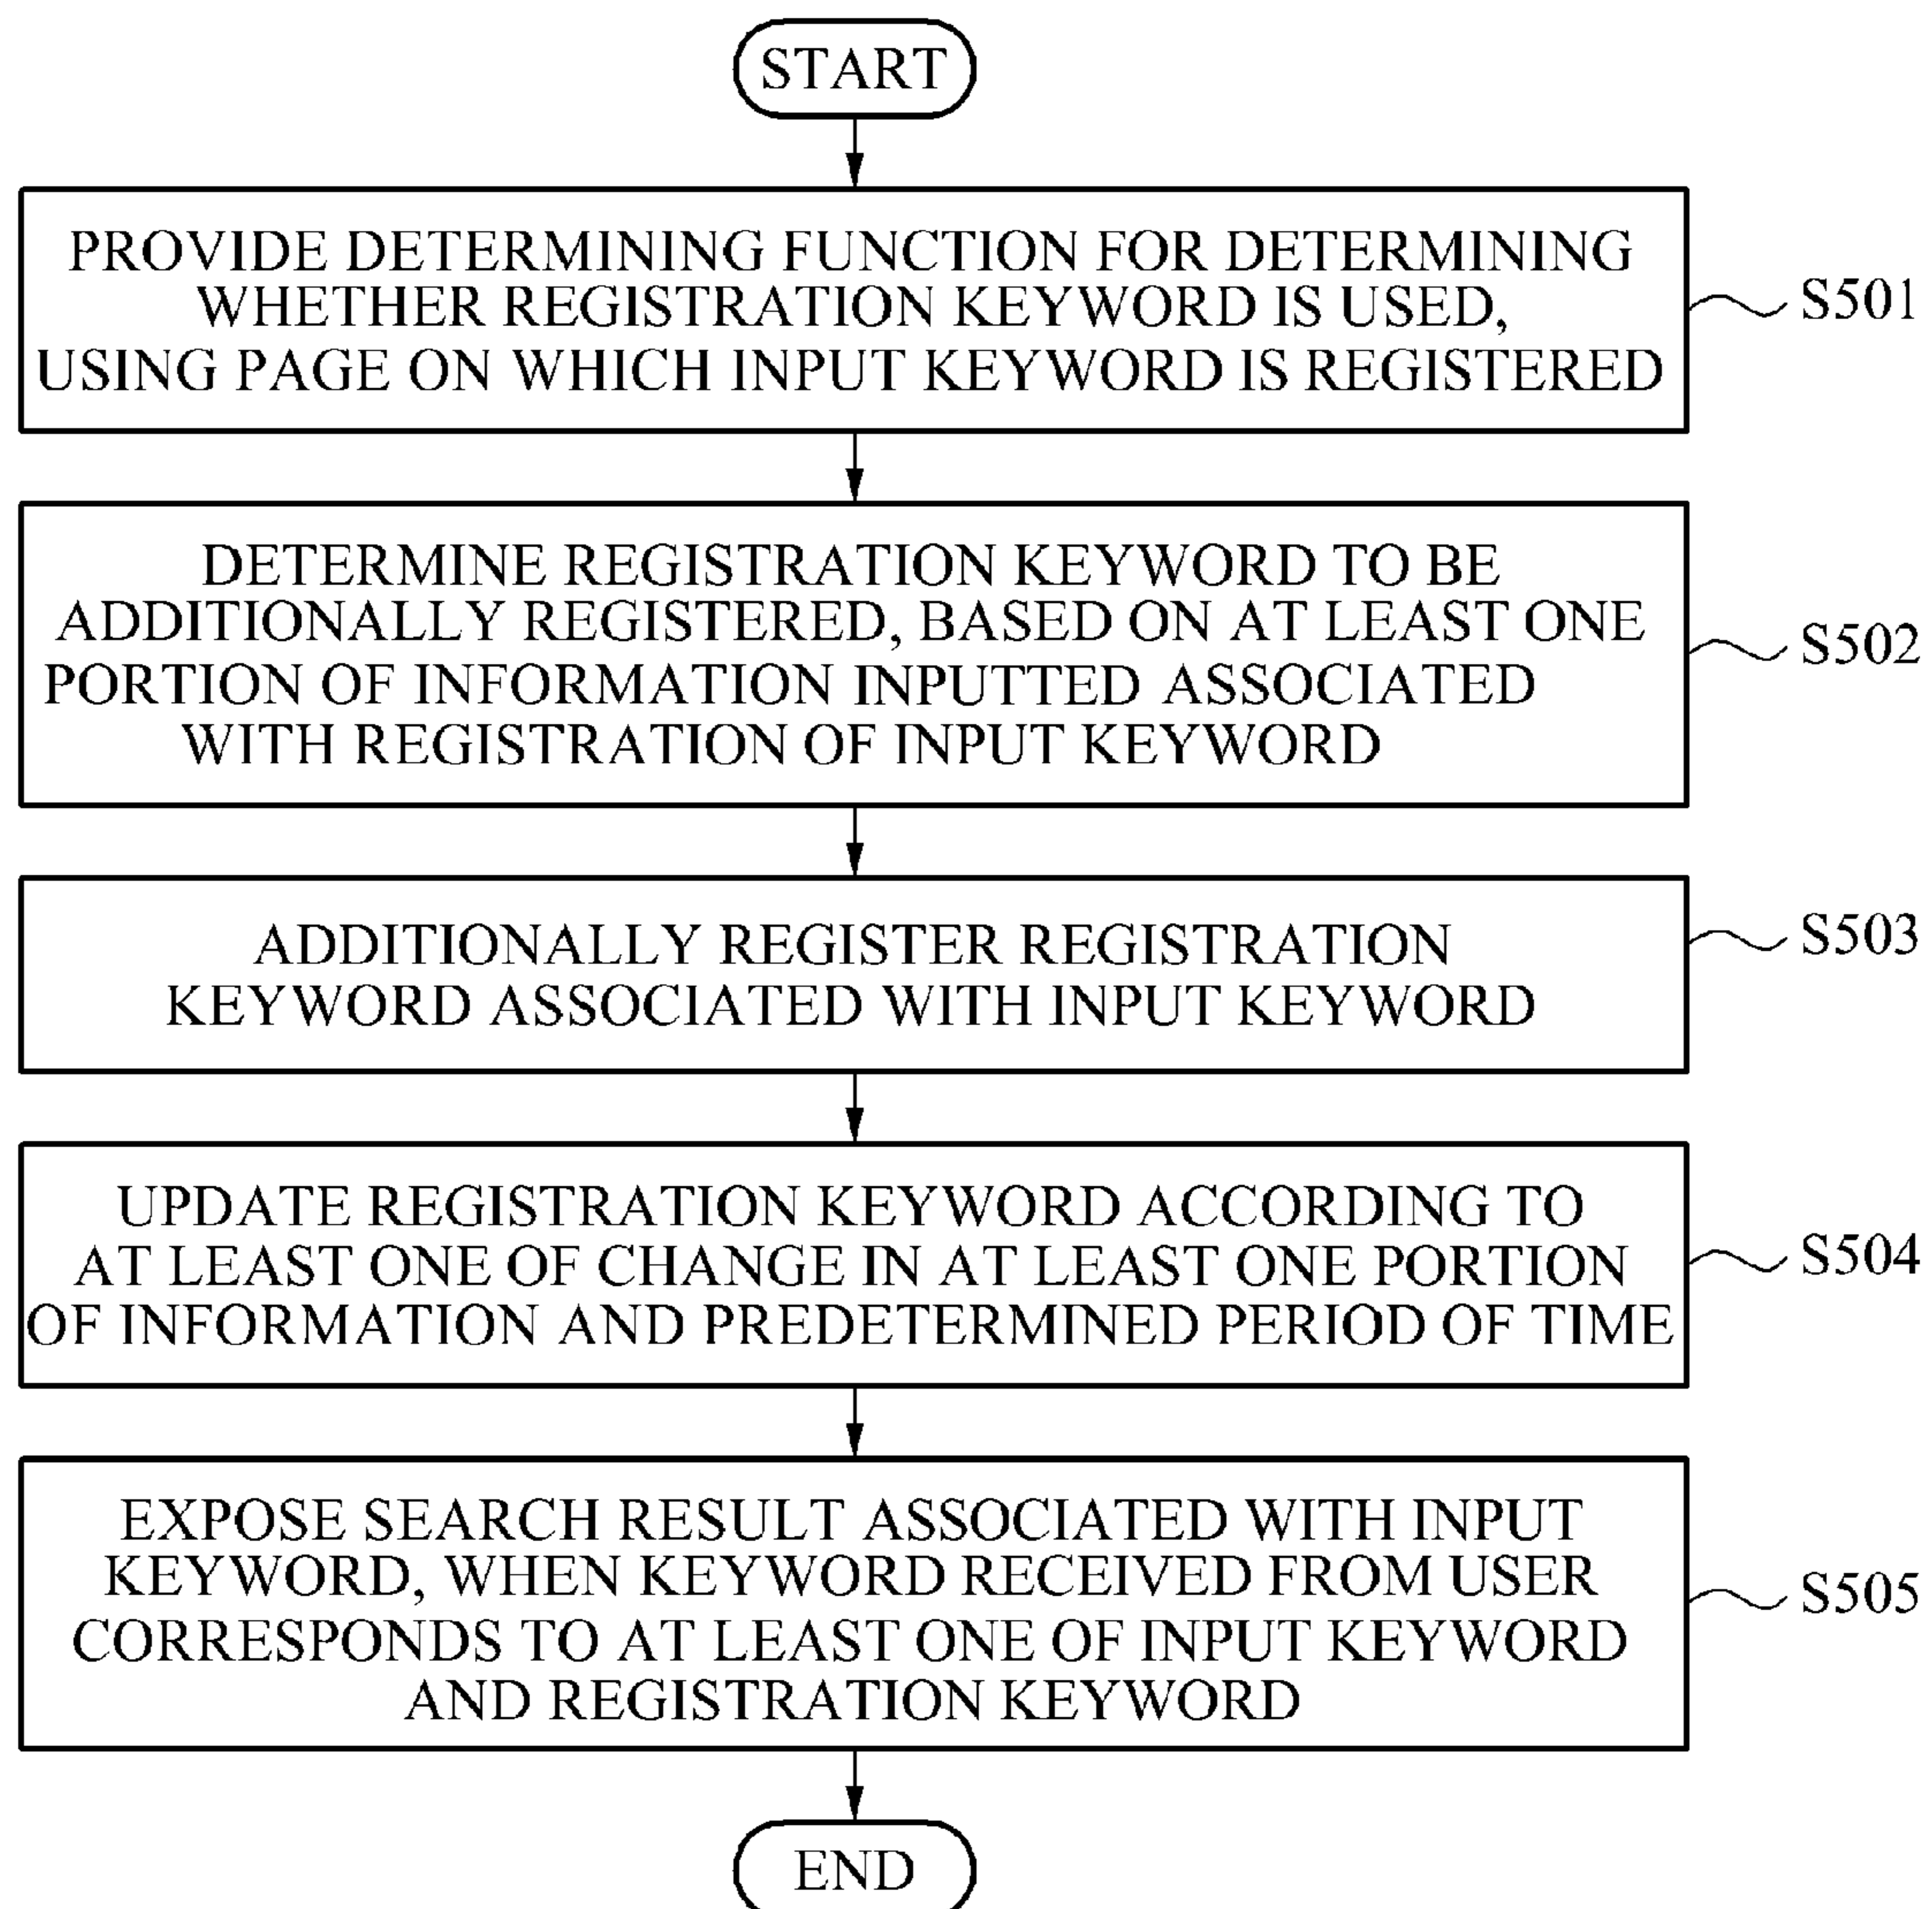 START
PROVIDE DETERMINING FUNCTION FOR DETERMINING
WHETHER REGISTRATION KEYWORD IS USED,
USING PAGE ON WHICH INPUT KEYWORD IS REGISTERED
S501
DETERMINE REGISTRATION KEYWORD TO BE
ADDITIONALLY REGISTERED, BASED ON AT LEAST ONE
PORTION OF INFORMATION INPUTTED ASSOCIATED
WITH REGISTRATION OF INPUT KEYWORD
S502
ADDITIONALLY REGISTER REGISTRATION
KEYWORD ASSOCIATED WITH INPUT KEYWORD
S503
UPDATE REGISTRATION KEYWORD ACCORDING TO
AT LEAST ONE OF CHANGE IN AT LEAST ONE PORTION
OF INFORMATION AND PREDETERMINED PERIOD OF TIME
S504
EXPOSE SEARCH RESULT ASSOCIATED WITH INPUT
KEYWORD, WHEN KEYWORD RECEIVED FROM USER
CORRESPONDS TO AT LEAST ONE OF INPUT KEYWORD
AND REGISTRATION KEYWORD
S505
END